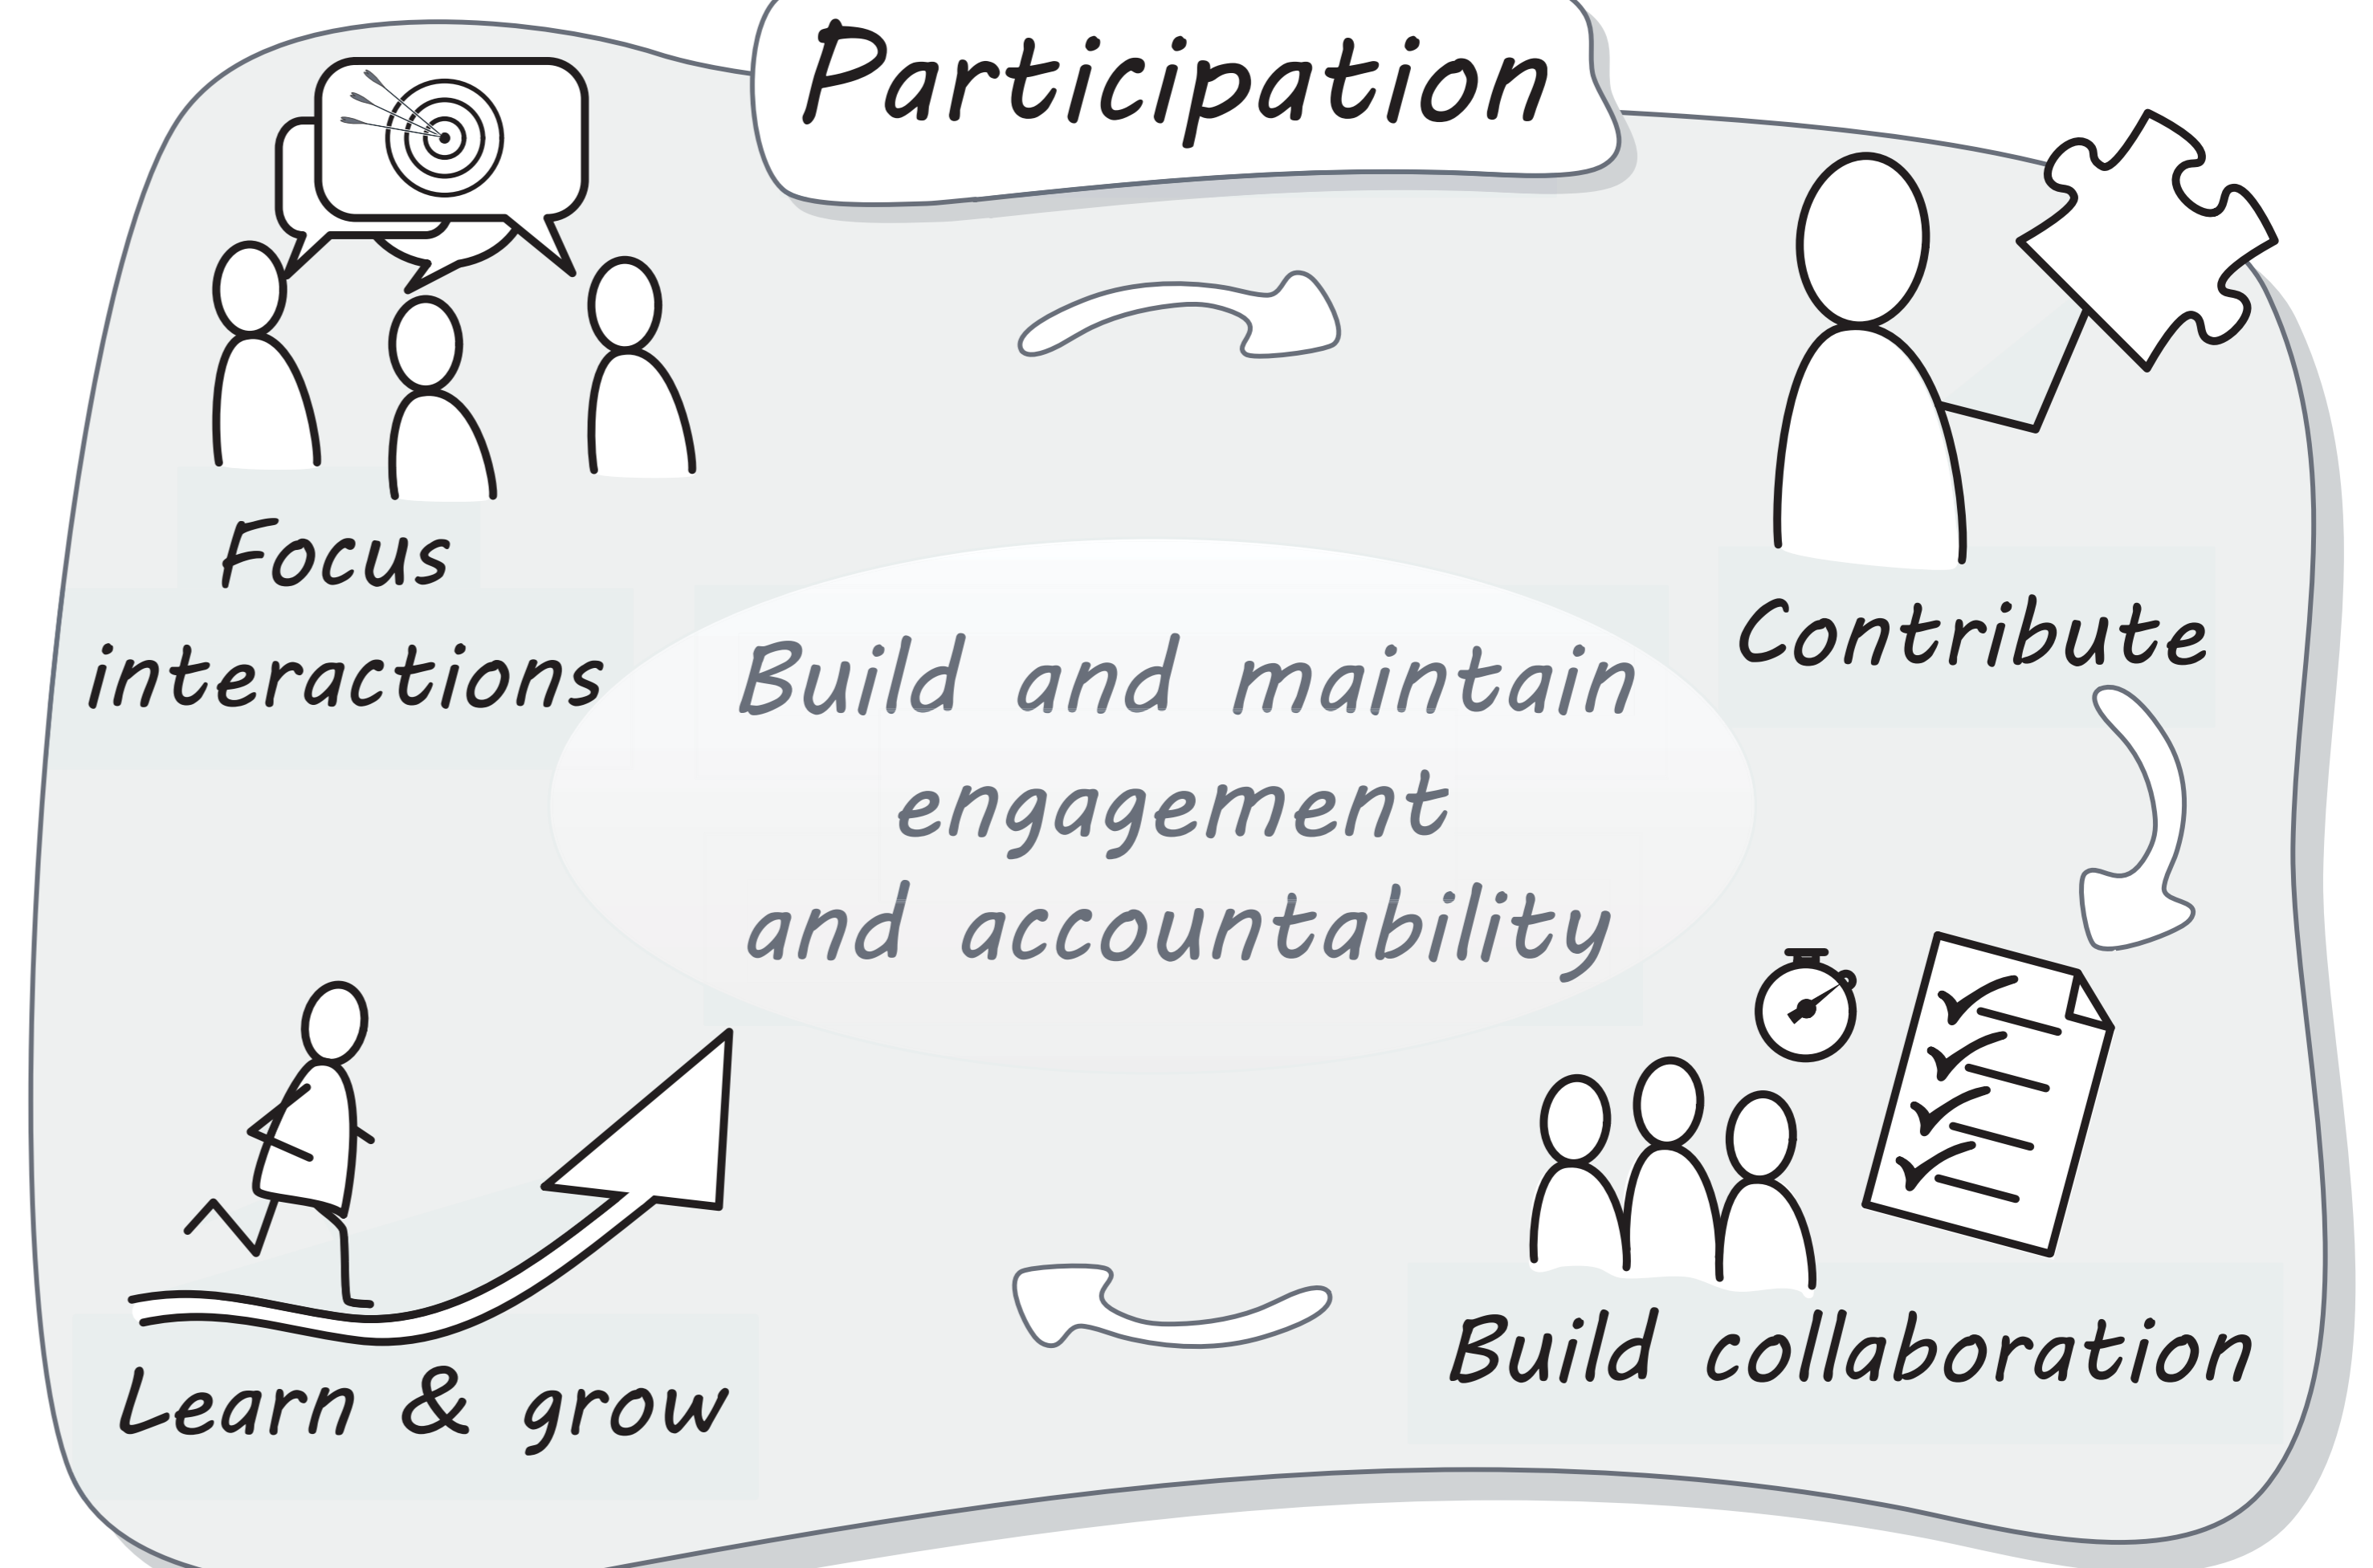 Participation
Focus
interactions
Contribute
Build and maintain
engagement
and accountability
Learn & grow
Build collaboration